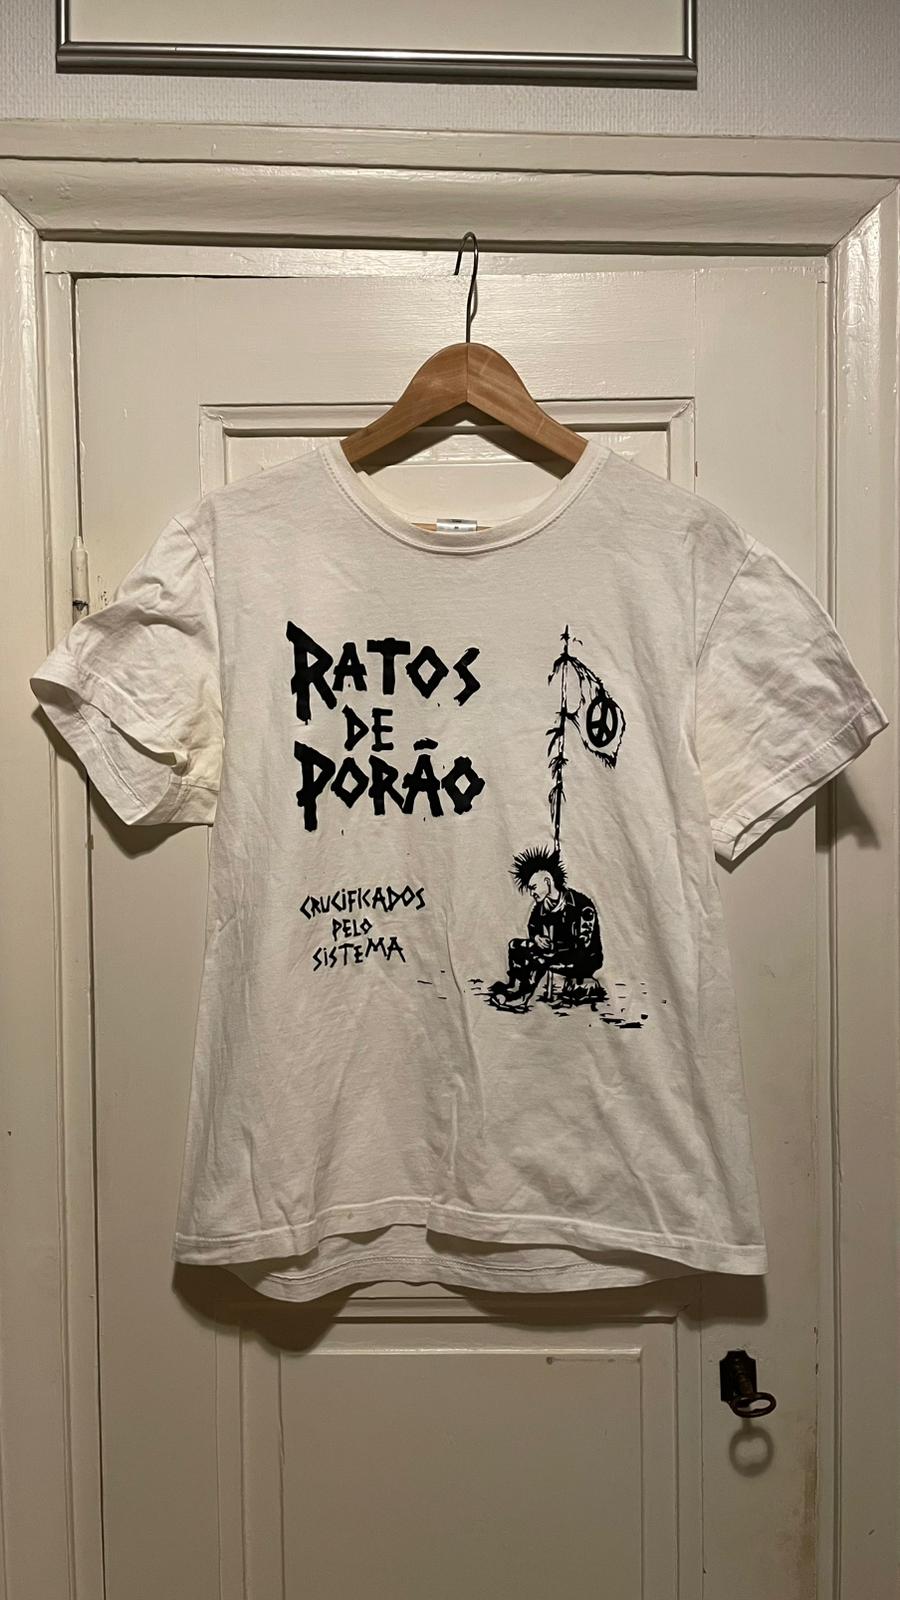 RATOS
DE
PORÃO
CRUCIFICADOS
PELO
SISTEMA